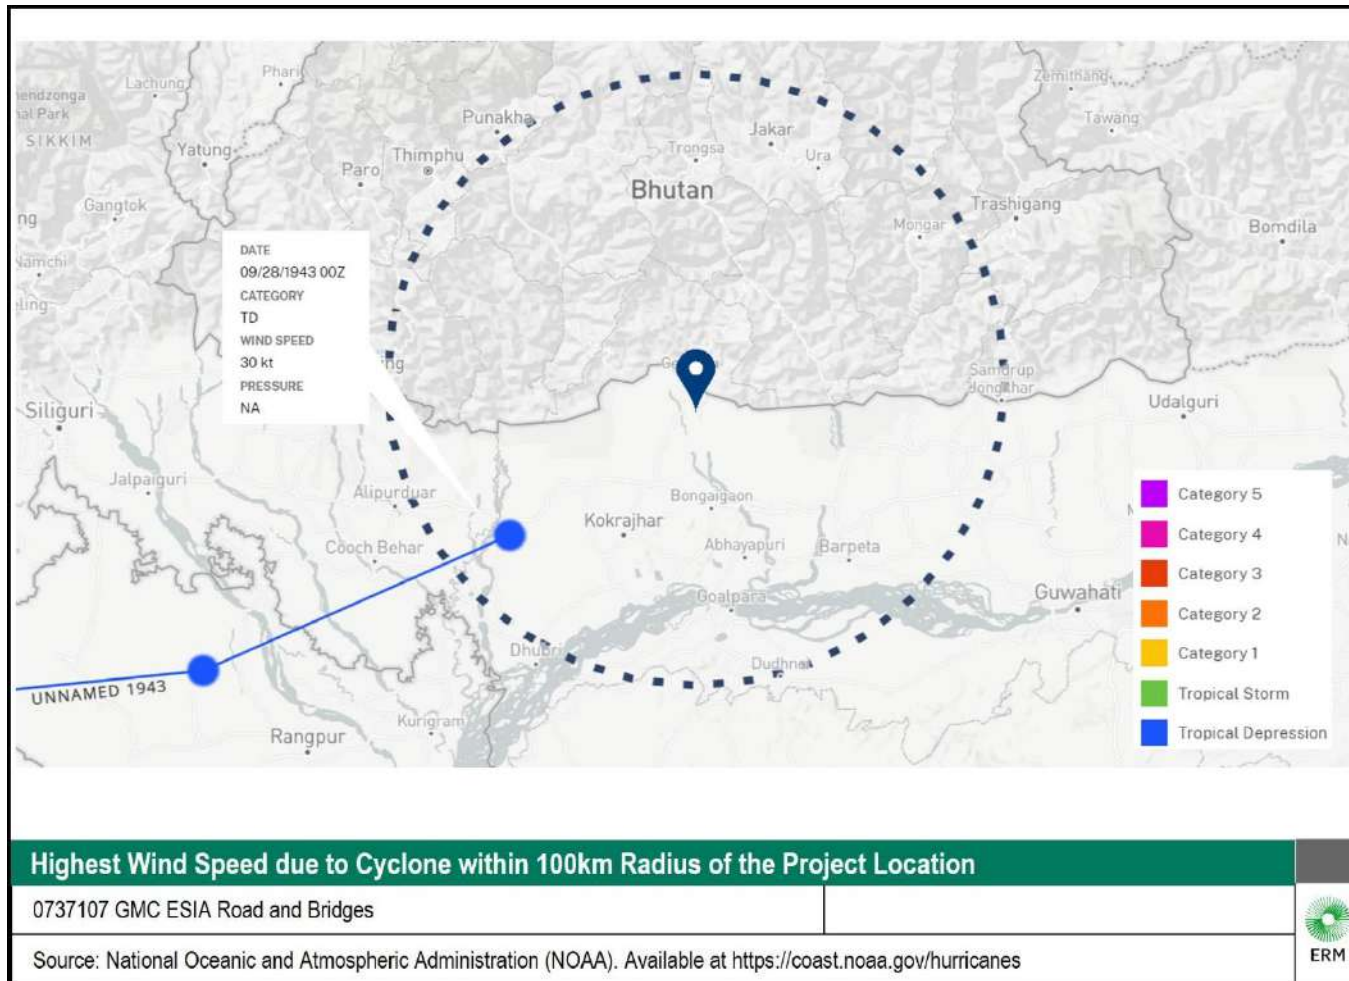 Phari
Zemithang
Lachung
Tawang
nal Park
SIKKIM
Punakha
Jakar
Yatung
Thimphu
Trongsa
Ura
Paro
Bhutan
Gangtok
Trashigang
ng
Mongar
Bomdila
Namchi
eling
DATE
09/28/1943 00Z
CATEGORY
TD
WIND SPEED
30 kt
PRESSURE
NA
ing
Samdrup
Jongkhar
Siliguri
Udalguri
Jalpaiguri
Alipurduar
Bongaigaon
Kokrajhar
Cooch Behar
Abhayapuri
Barpeta
Goalpara
Guwahati
Dhubri
Dudhnai
UNNAMED 1943
Kurigram
Rangpur
Category 5
Category 4
Category 3
Category 2
Category 1
Tropical Storm
Tropical Depression
Highest Wind Speed due to Cyclone within 100km Radius of the Project Location
0737107 GMC ESIA Road and Bridges
Source: National Oceanic and Atmospheric Administration (NOAA). Available at https://coast.noaa.gov/hurricanes
ERM